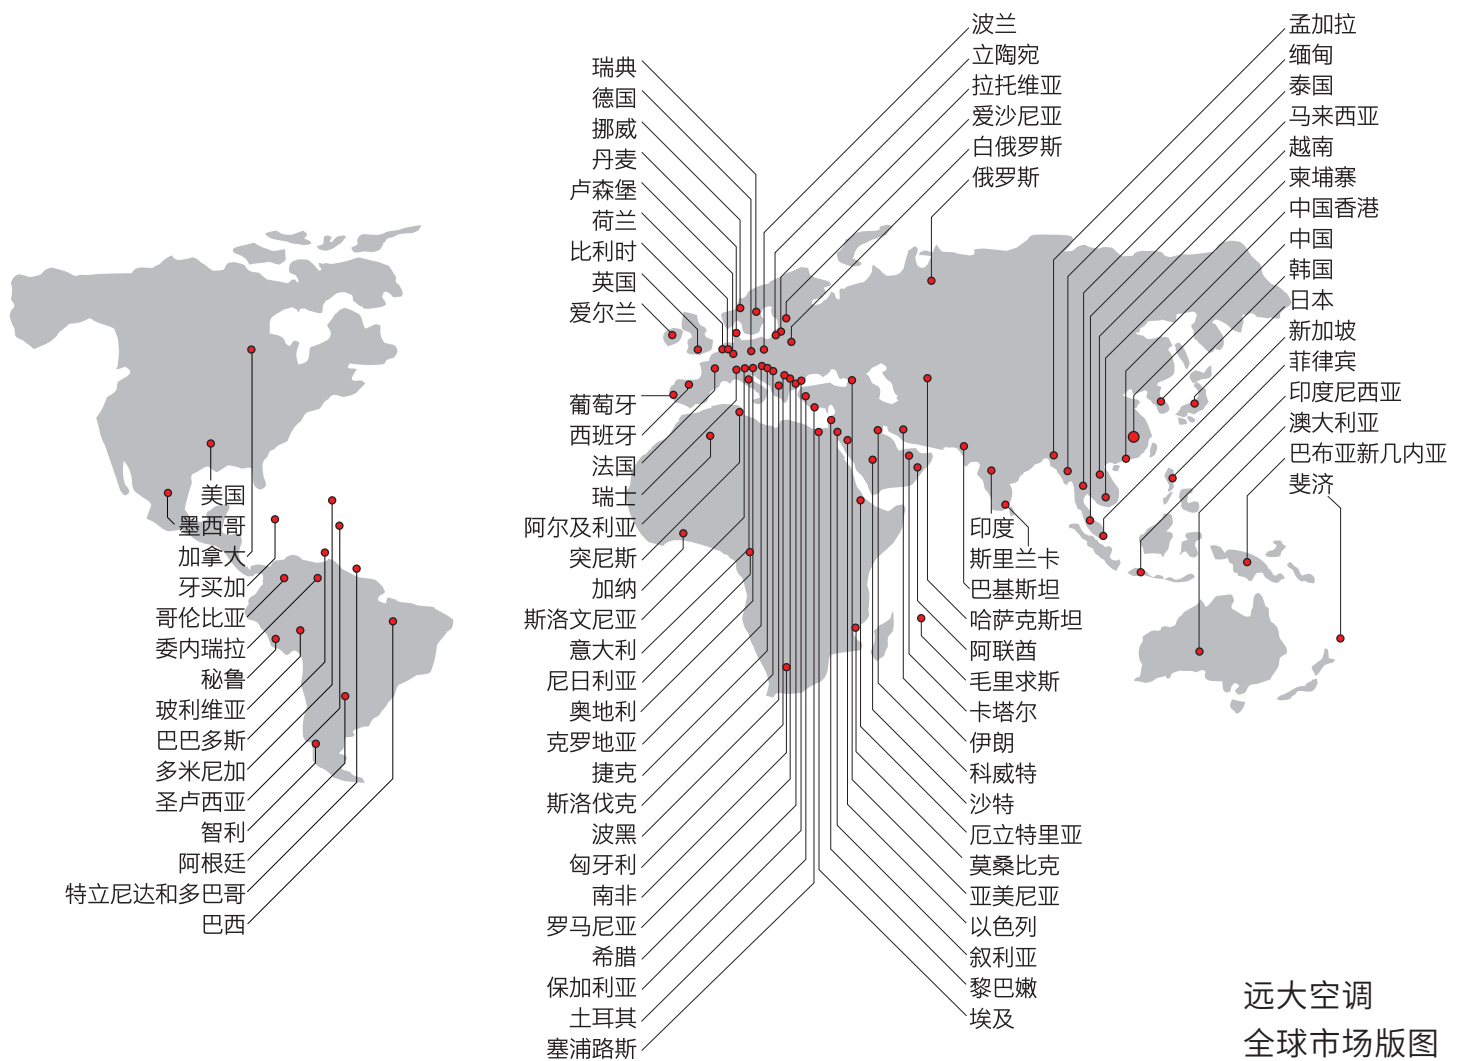 瑞典
德国
挪威
丹麦
卢森堡
荷兰
比利时
英国
爱尔兰
波兰
立陶宛
拉托维亚
爱沙尼亚
白俄罗斯
俄罗斯
孟加拉
缅甸
泰国
马来西亚
越南
柬埔寨
中国香港
中国
韩国
日本
新加坡
菲律宾
印度尼西亚
澳大利亚
巴布亚新几内亚
斐济
美国
墨西哥
加拿大
牙买加
哥伦比亚
委内瑞拉
秘鲁
玻利维亚
巴巴多斯
多米尼加
圣卢西亚
智利
阿根廷
特立尼达和多巴哥
巴西
葡萄牙
西班牙
法国
瑞士
阿尔及利亚
突尼斯
加纳
斯洛文尼亚
意大利
尼日利亚
奥地利
克罗地亚
捷克
斯洛伐克
波黑
匈牙利
南非
罗马尼亚
希腊
保加利亚
土耳其
塞浦路斯
印度
斯里兰卡
巴基斯坦
哈萨克斯坦
阿联酋
毛里求斯
卡塔尔
伊朗
科威特
沙特
厄立特里亚
莫桑比克
亚美尼亚
以色列
叙利亚
黎巴嫩
埃及
远大空调
全球市场版图